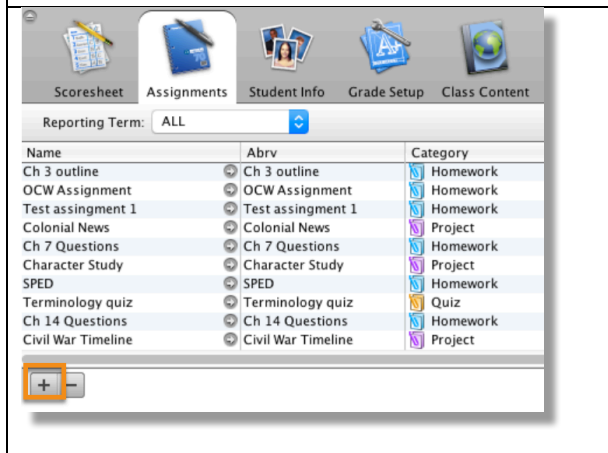 Scoresheet Assignments Student Info Grade Setup Class Content
Reporting Term: ALL
Name Abrv Category
Ch 3 outline Ch 3 outline Homework
OCW Assignment OCW Assignment Homework
Test assingment 1 Test assingment 1 Homework
Colonial News Colonial News Project
Ch 7 Questions Ch 7 Questions Homework
Character Study Character Study Project
SPED SPED Homework
Terminology quiz Terminology quiz Quiz
Ch 14 Questions Ch 14 Questions Homework
Civil War Timeline Civil War Timeline Project
+ −